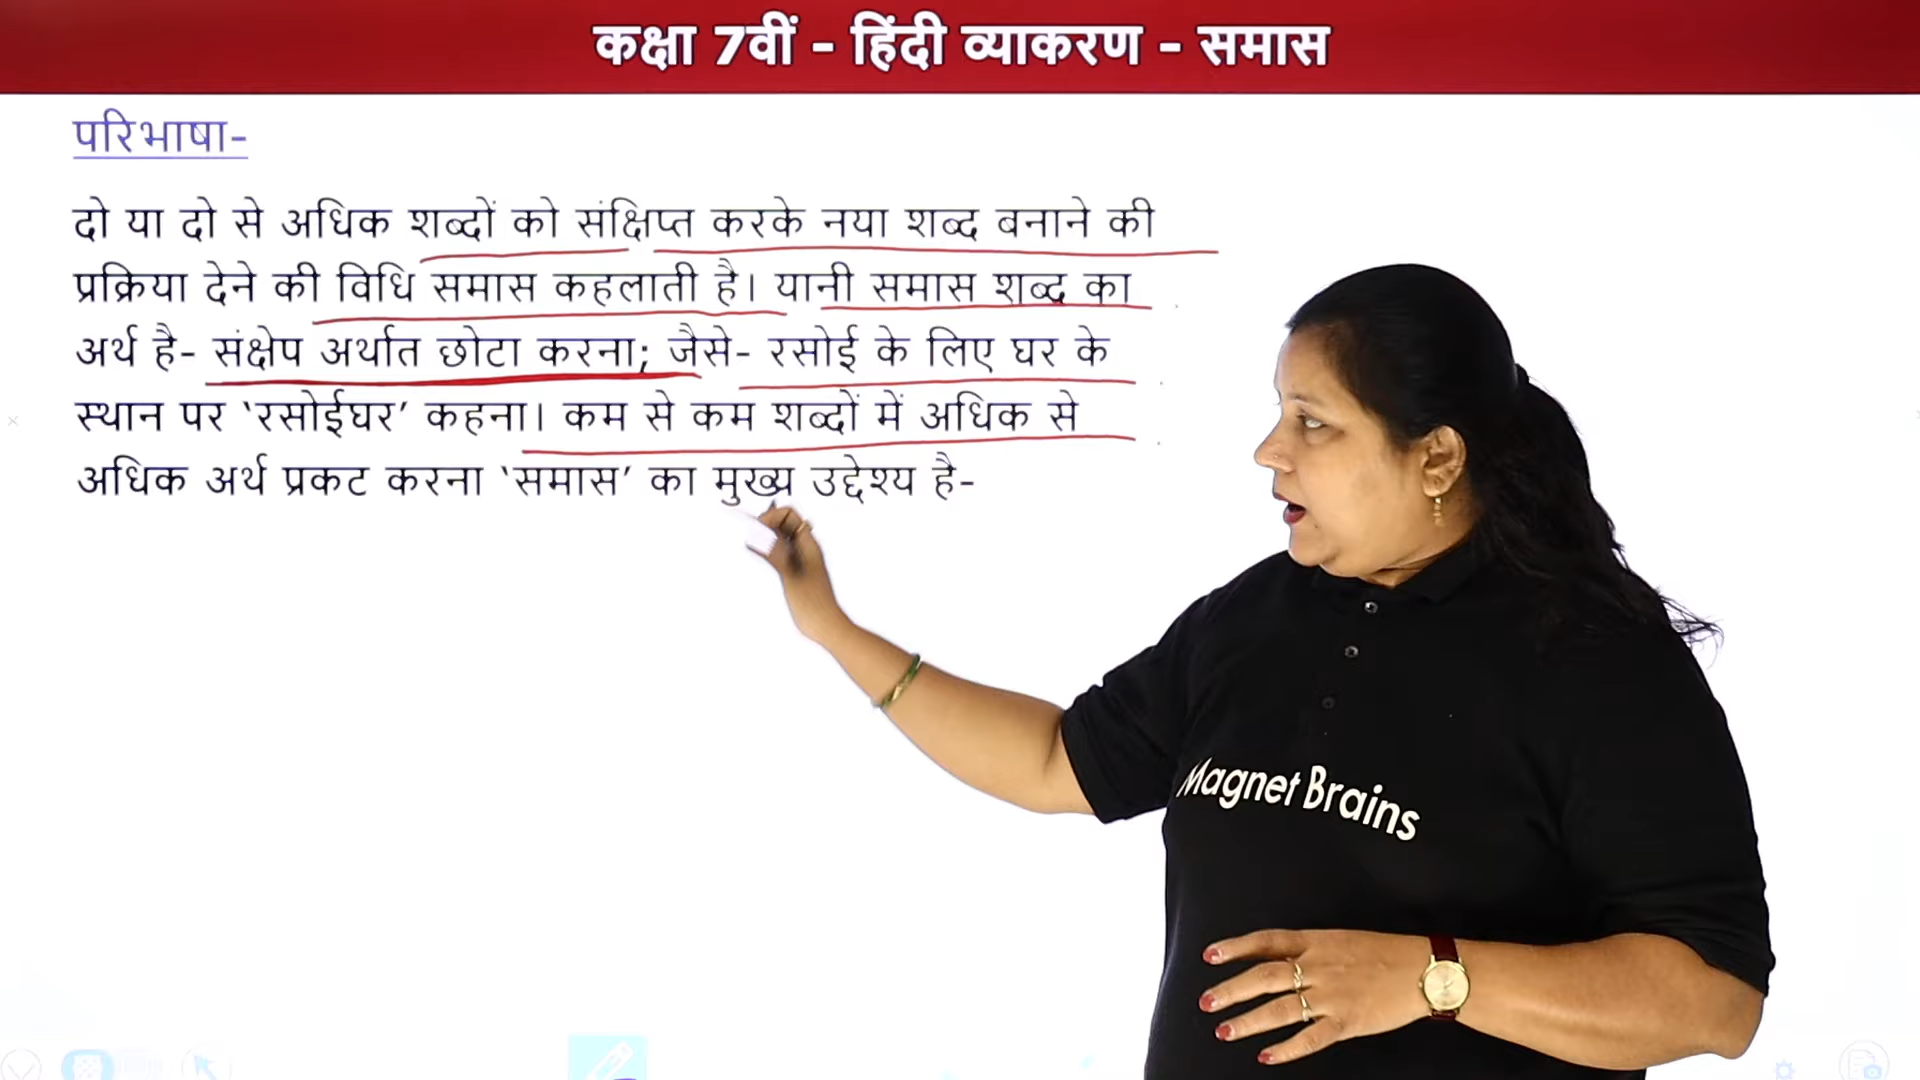 कक्षा 7वीं - हिंदी व्याकरण - समास
परिभाषा-
दो या दो से अधिक शब्दों को संक्षिप्त करके नया शब्द बनाने की
प्रक्रिया देने की विधि समास कहलाती है। यानी समास शब्द का
अर्थ है- संक्षेप अर्थात छोटा करना; जैसे- रसोई के लिए घर के
स्थान पर ‘रसोईघर’ कहना। कम से कम शब्दों में अधिक से
अधिक अर्थ प्रकट करना ‘समास’ का मुख्य उद्देश्य है-
Magnet Brains